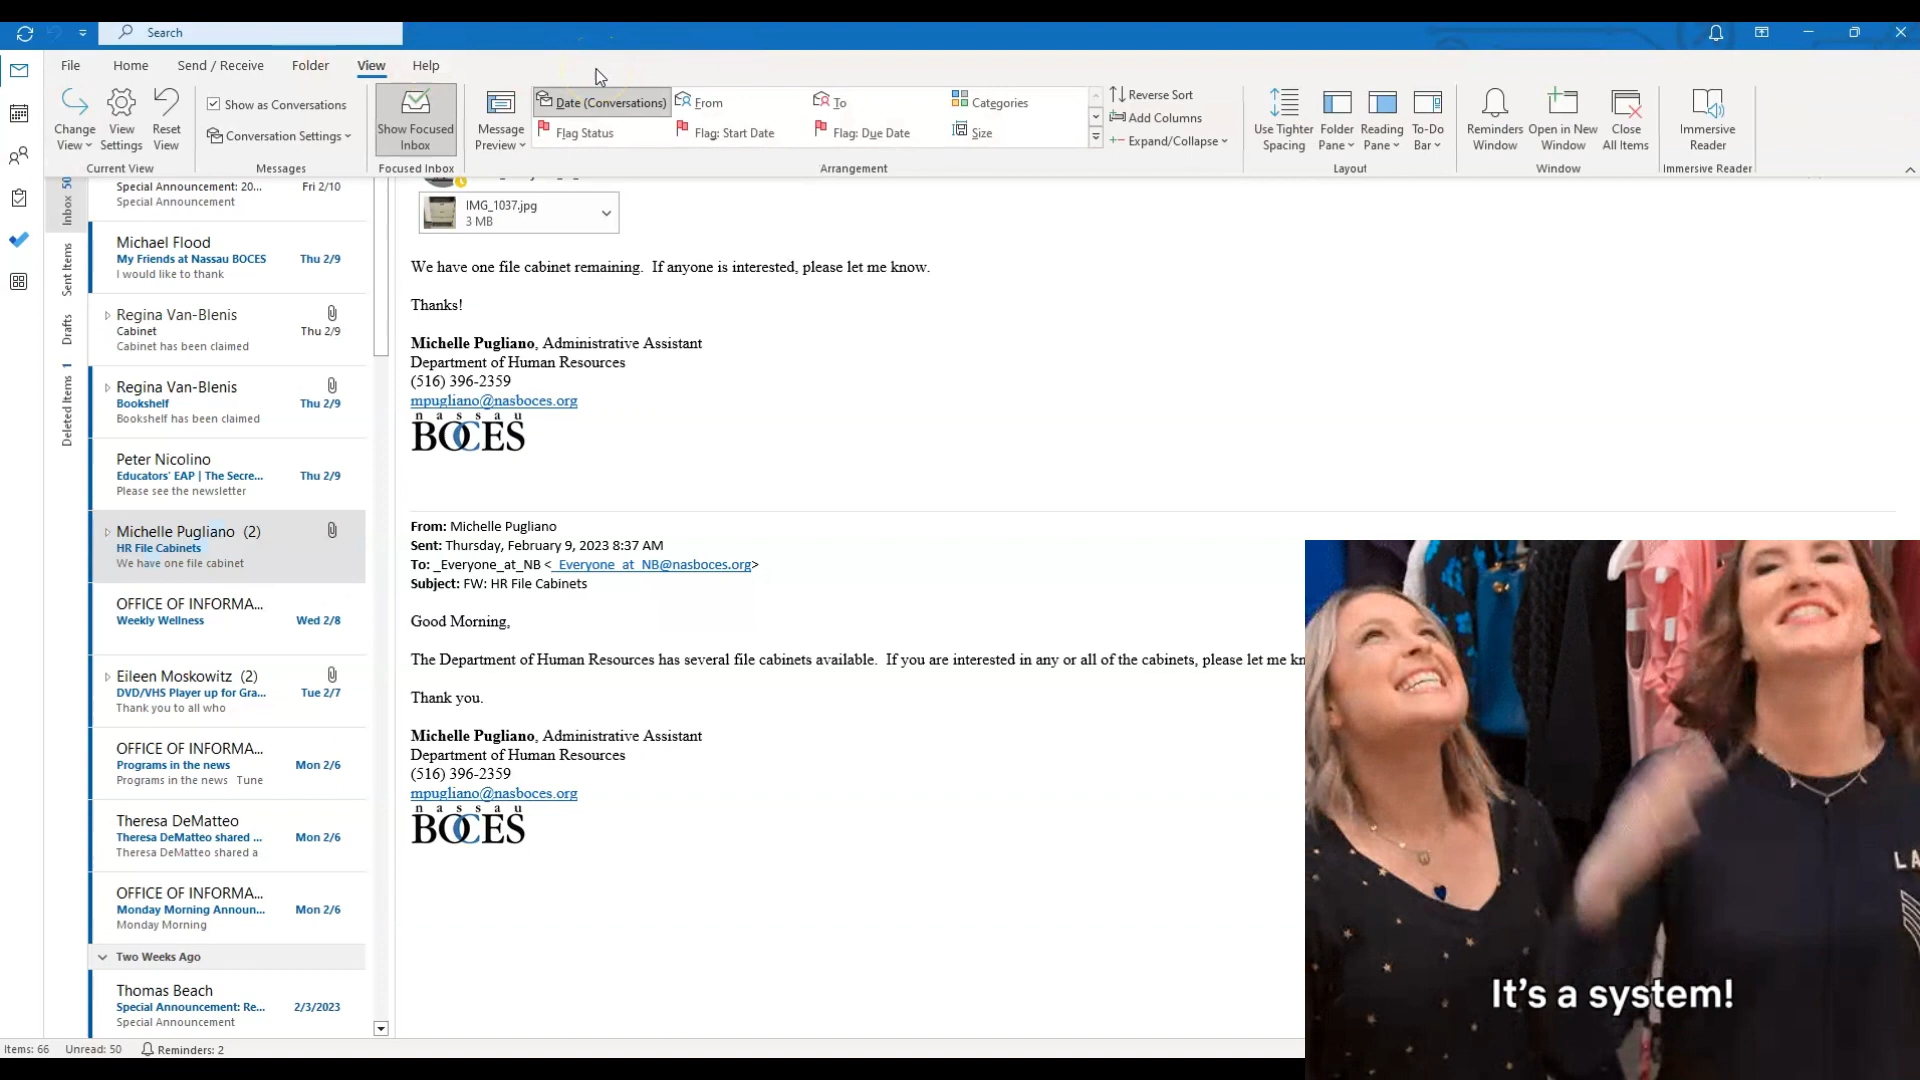 Search
File Home Send / Receive Folder View Help
Change View
View Settings
Reset View
Current View
Show as Conversations
Conversation Settings
Messages
Show Focused Inbox
Focused Inbox
Message Preview
Date (Conversations) From To Categories
Flag Status Flag: Start Date Flag: Due Date Size
Arrangement
Reverse Sort
Add Columns
Expand/Collapse
Use Tighter Spacing
Folder Pane
Reading Pane
To-Do Bar
Layout
Reminders Window
Open in New Window
Close All Items
Window
Immersive Reader
Immersive Reader
Inbox 50
Sent Items
Drafts
Deleted Items 1
Special Announcement: 20... Fri 2/10
Special Announcement
Michael Flood
My Friends at Nassau BOCES Thu 2/9
I would like to thank
Regina Van-Blenis
Cabinet Thu 2/9
Cabinet has been claimed
Regina Van-Blenis
Bookshelf Thu 2/9
Bookshelf has been claimed
Peter Nicolino
Educators' EAP | The Secre... Thu 2/9
Please see the newsletter
Michelle Pugliano (2)
HR File Cabinets
We have one file cabinet
OFFICE OF INFORMA...
Weekly Wellness Wed 2/8
Eileen Moskowitz (2)
DVD/VHS Player up for Gra... Tue 2/7
Thank you to all who
OFFICE OF INFORMA...
Programs in the news Mon 2/6
Programs in the news Tune
Theresa DeMatteo
Theresa DeMatteo shared ... Mon 2/6
Theresa DeMatteo shared a
OFFICE OF INFORMA...
Monday Morning Announ... Mon 2/6
Monday Morning
Two Weeks Ago
Thomas Beach
Special Announcement: Re... 2/3/2023
Special Announcement
IMG_1037.jpg
3 MB
We have one file cabinet remaining. If anyone is interested, please let me know.
Thanks!
Michelle Pugliano, Administrative Assistant
Department of Human Resources
(516) 396-2359
mpugliano@nasboces.org
nassau
BOCES
From: Michelle Pugliano
Sent: Thursday, February 9, 2023 8:37 AM
To: _Everyone_at_NB <_Everyone_at_NB@nasboces.org>
Subject: FW: HR File Cabinets
Good Morning,
The Department of Human Resources has several file cabinets available. If you are interested in any or all of the cabinets, please let me kn
Thank you.
Michelle Pugliano, Administrative Assistant
Department of Human Resources
(516) 396-2359
mpugliano@nasboces.org
nassau
BOCES
LA
It's a system!
Items: 66 Unread: 50 Reminders: 2